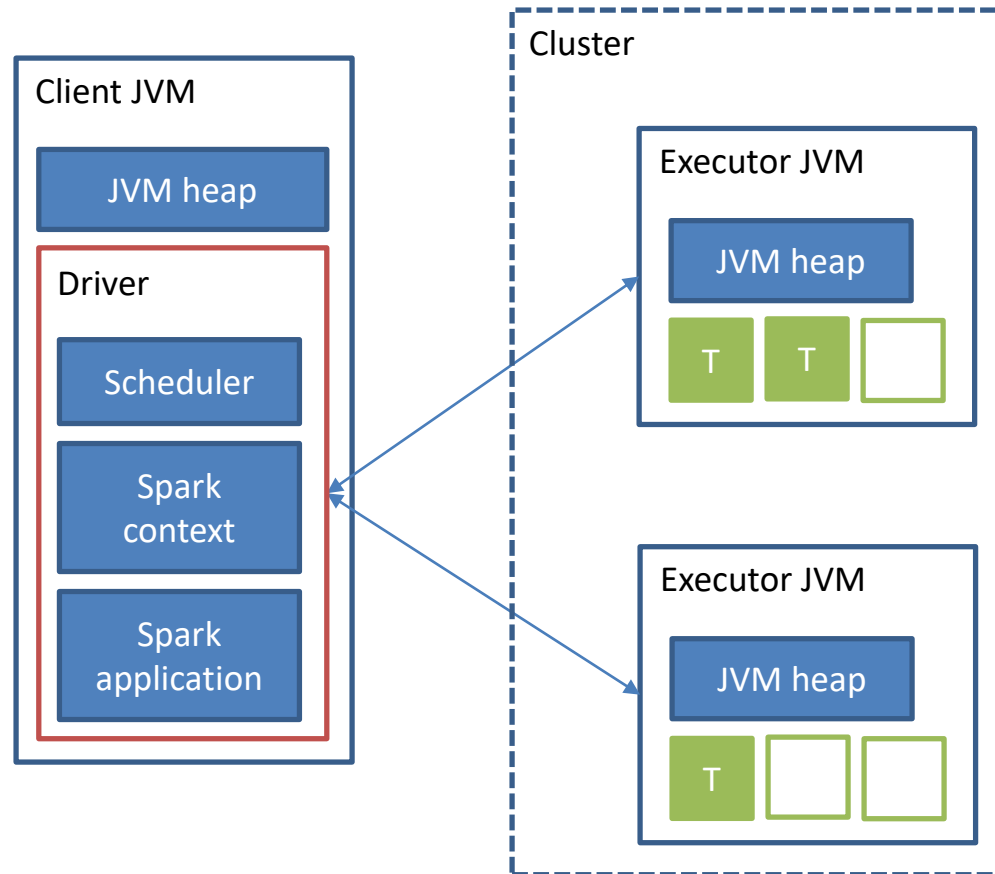 Client JVM
JVM heap
Driver
Scheduler
Spark
context
Spark
application
Cluster
Executor JVM
JVM heap
T
T
Executor JVM
JVM heap
T